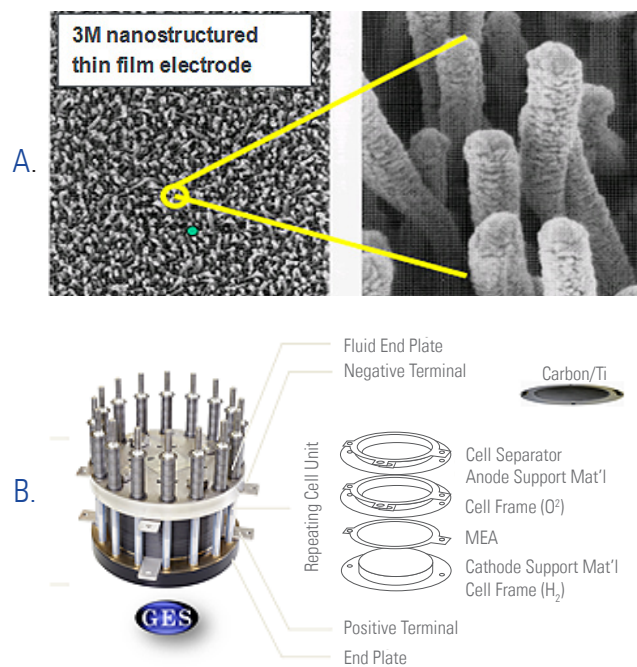 3M nanostructured
thin film electrode
A.
B.
Fluid End Plate
Negative Terminal
Carbon/Ti
Repeating Cell Unit
Cell Separator
Anode Support Mat'l
Cell Frame (O²)
MEA
Cathode Support Mat'l
Cell Frame (H₂)
GES
Positive Terminal
End Plate